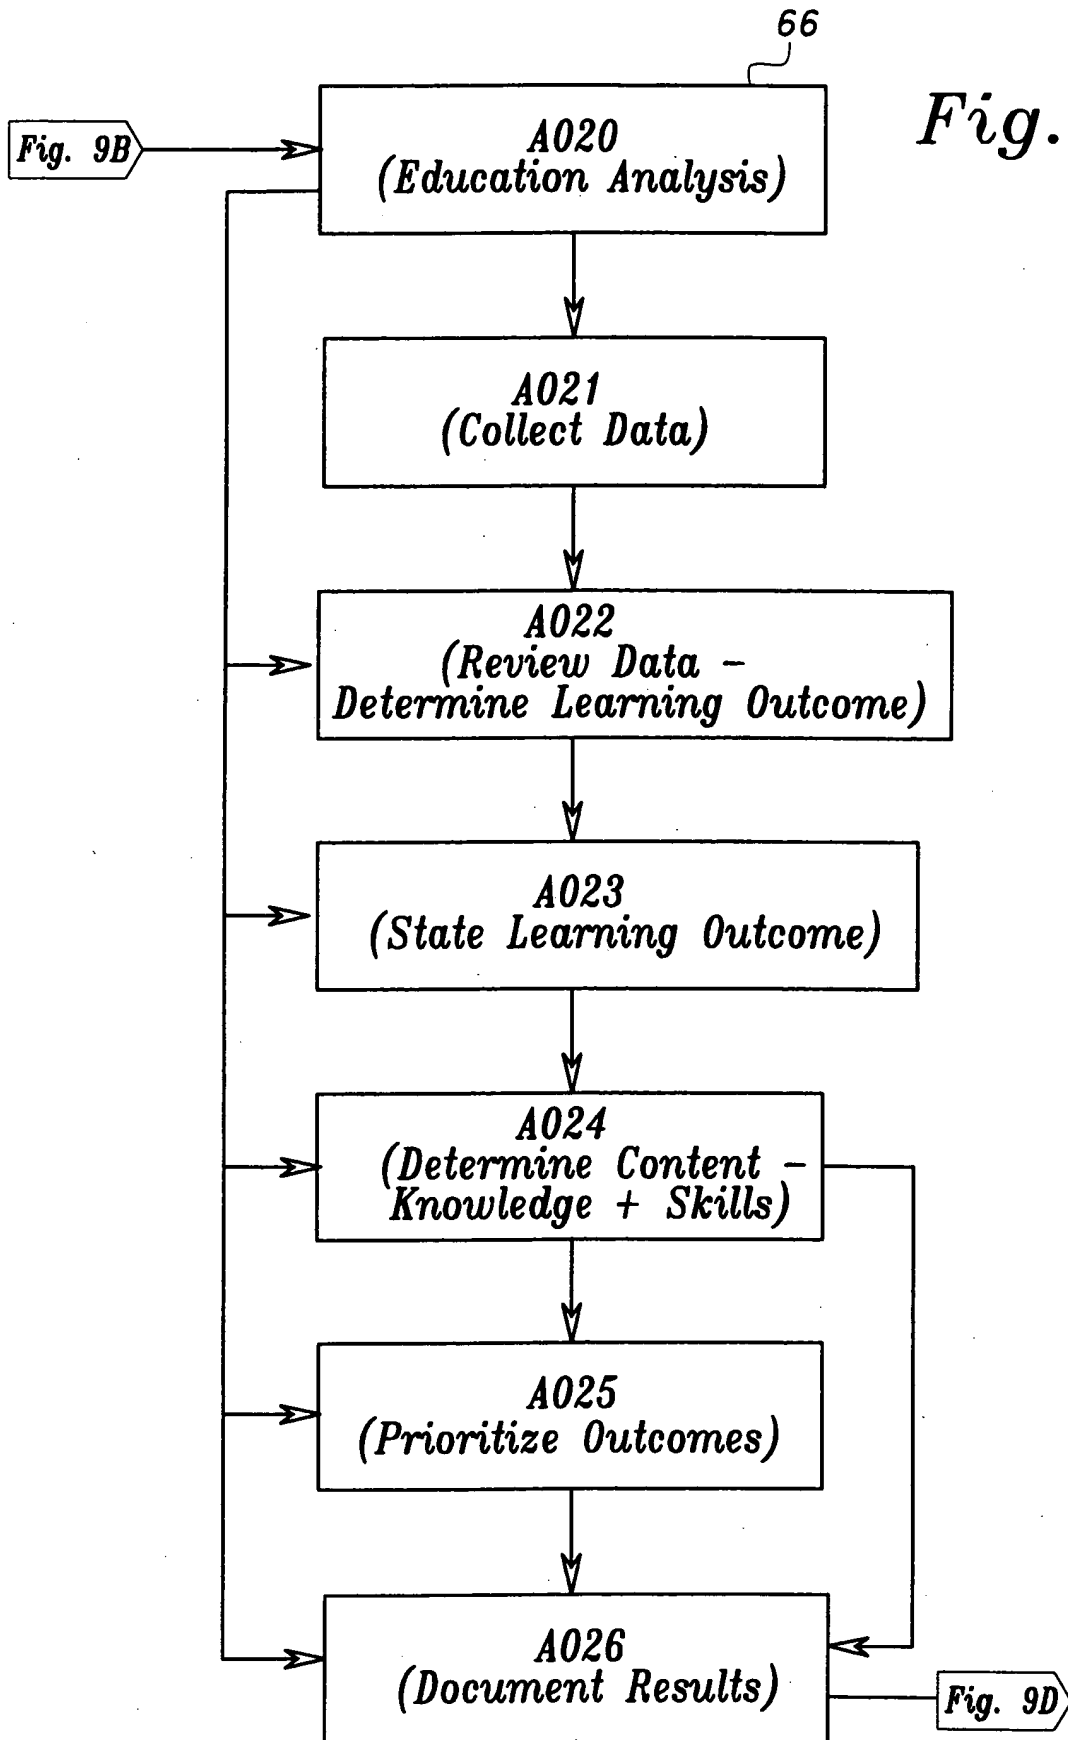 66
Fig.
Fig. 9B
A020
(Education Analysis)
A021
(Collect Data)
A022
(Review Data -
Determine Learning Outcome)
A023
(State Learning Outcome)
A024
(Determine Content -
Knowledge + Skills)
A025
(Prioritize Outcomes)
A026
(Document Results)
Fig. 9D